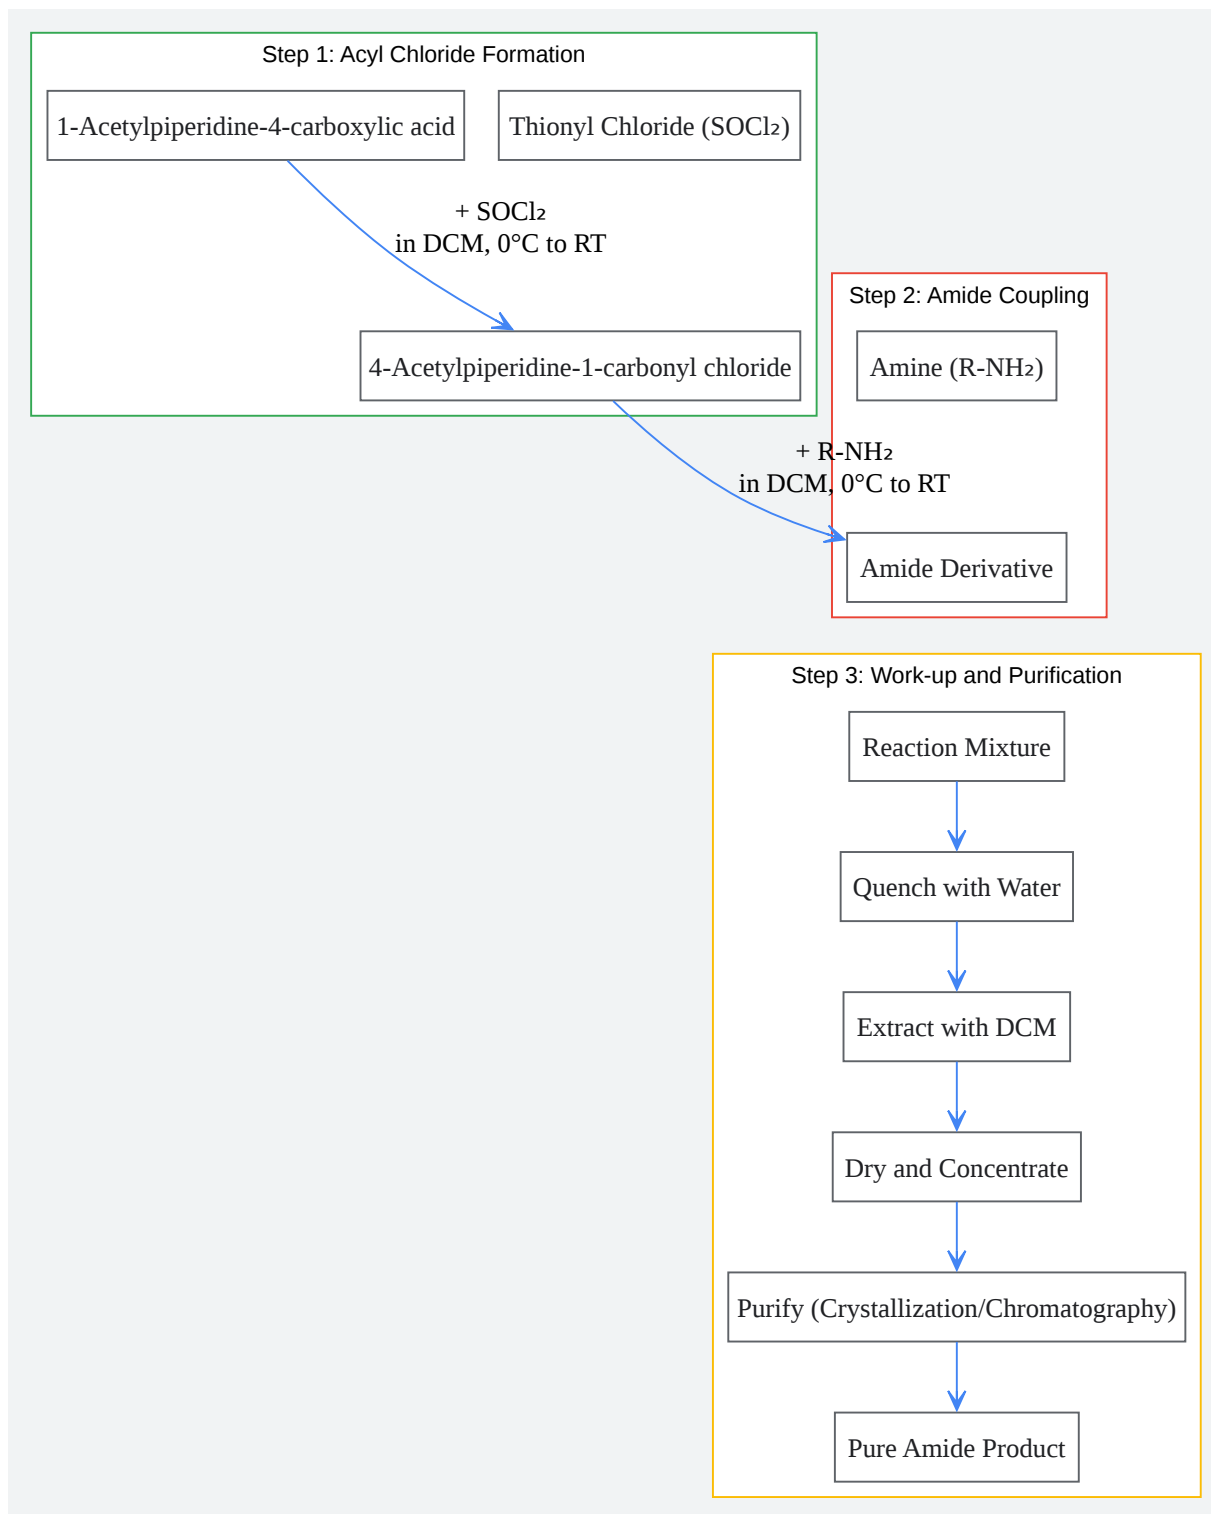 Step 1: Acyl Chloride Formation
1-Acetylpiperidine-4-carboxylic acid
Thionyl Chloride (SOCl₂)
+ SOCl₂
in DCM, 0°C to RT
4-Acetylpiperidine-1-carbonyl chloride
Step 2: Amide Coupling
Amine (R-NH₂)
+ R-NH₂
in DCM, 0°C to RT
Amide Derivative
Step 3: Work-up and Purification
Reaction Mixture
Quench with Water
Extract with DCM
Dry and Concentrate
Purify (Crystallization/Chromatography)
Pure Amide Product